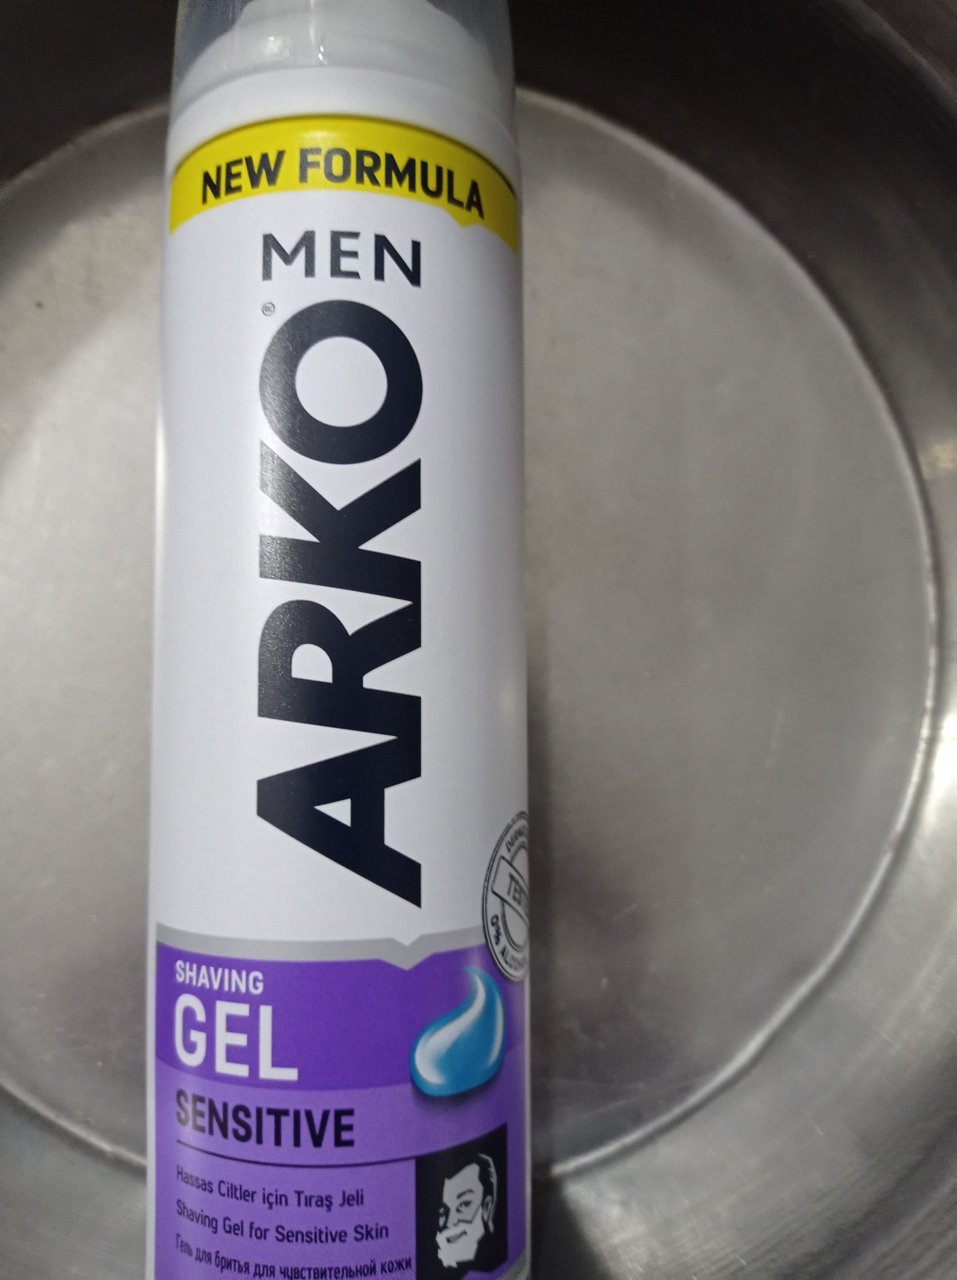 NEW FORMULA
MEN
ARKO®
SHAVING
GEL
SENSITIVE
Hassas Ciltler için Tıraş Jeli
Shaving Gel for Sensitive Skin
Гель для бритья для чувствительной кожи
0%